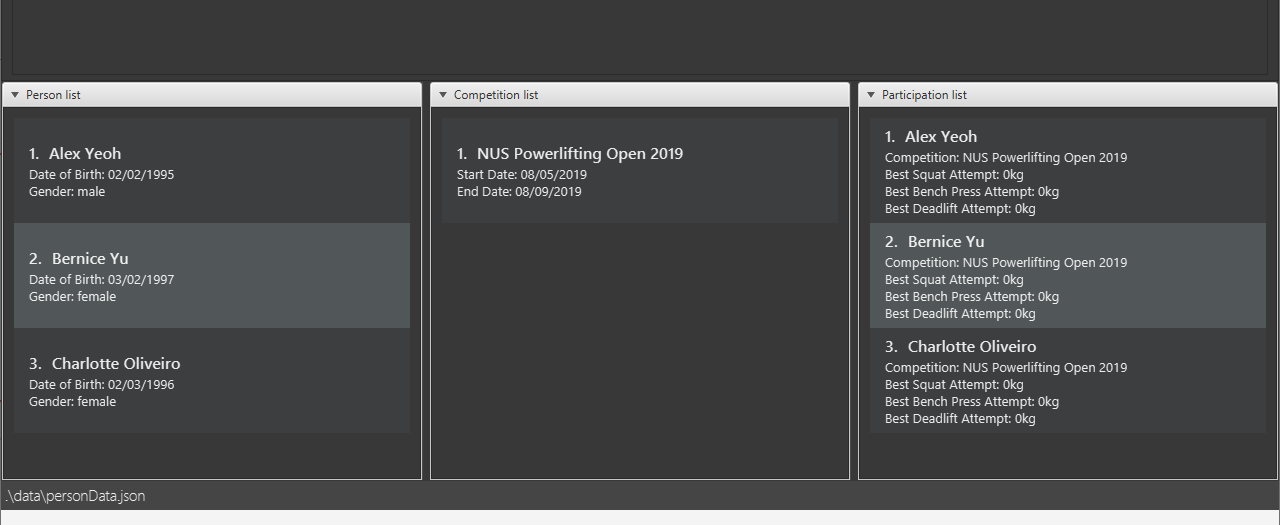 Person list
1. Alex Yeoh
Date of Birth: 02/02/1995
Gender: male
2. Bernice Yu
Date of Birth: 03/02/1997
Gender: female
3. Charlotte Oliveiro
Date of Birth: 02/03/1996
Gender: female
Competition list
1. NUS Powerlifting Open 2019
Start Date: 08/05/2019
End Date: 08/09/2019
Participation list
1. Alex Yeoh
Competition: NUS Powerlifting Open 2019
Best Squat Attempt: 0kg
Best Bench Press Attempt: 0kg
Best Deadlift Attempt: 0kg
2. Bernice Yu
Competition: NUS Powerlifting Open 2019
Best Squat Attempt: 0kg
Best Bench Press Attempt: 0kg
Best Deadlift Attempt: 0kg
3. Charlotte Oliveiro
Competition: NUS Powerlifting Open 2019
Best Squat Attempt: 0kg
Best Bench Press Attempt: 0kg
Best Deadlift Attempt: 0kg
.\data\personData.json